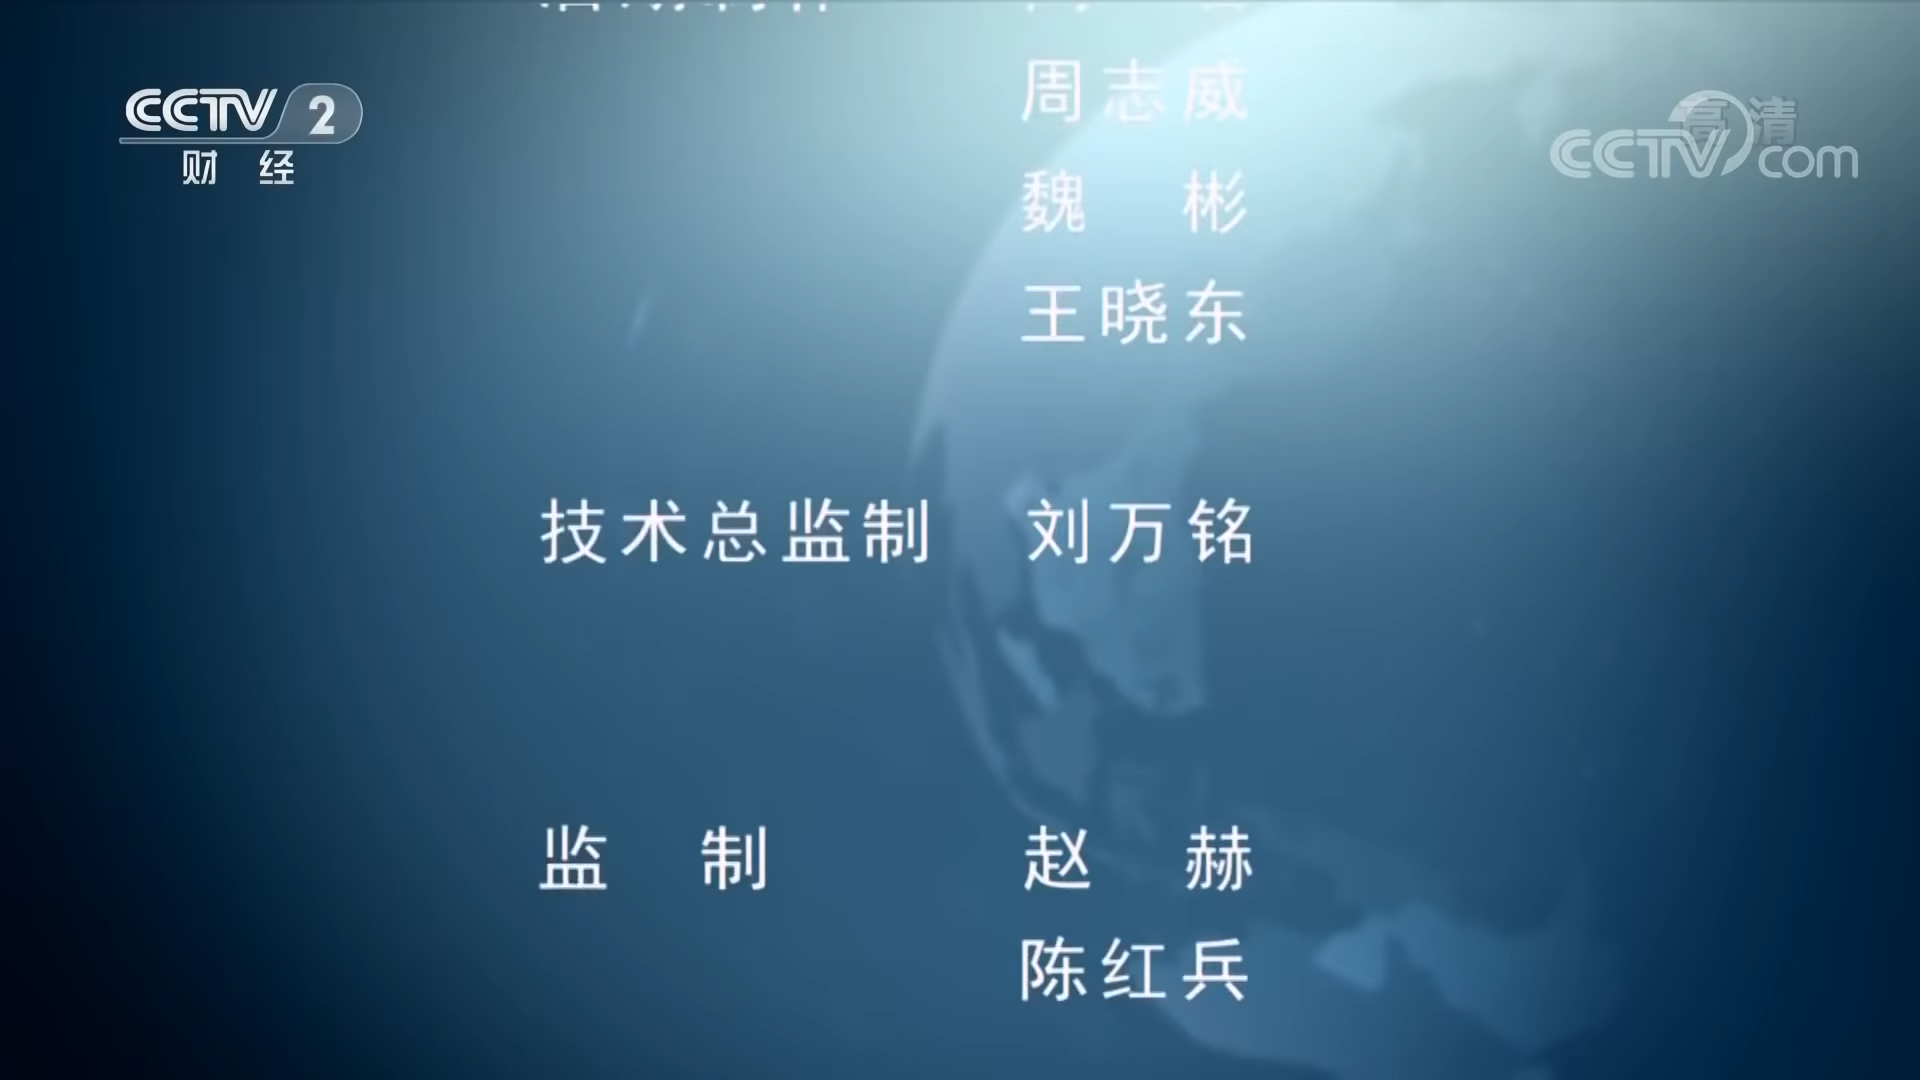 周志威
CCTV 2
高清
CCTV.com
财 经
魏 彬
王晓东
技术总监制 刘万铭
监 制 赵 赫
陈红兵